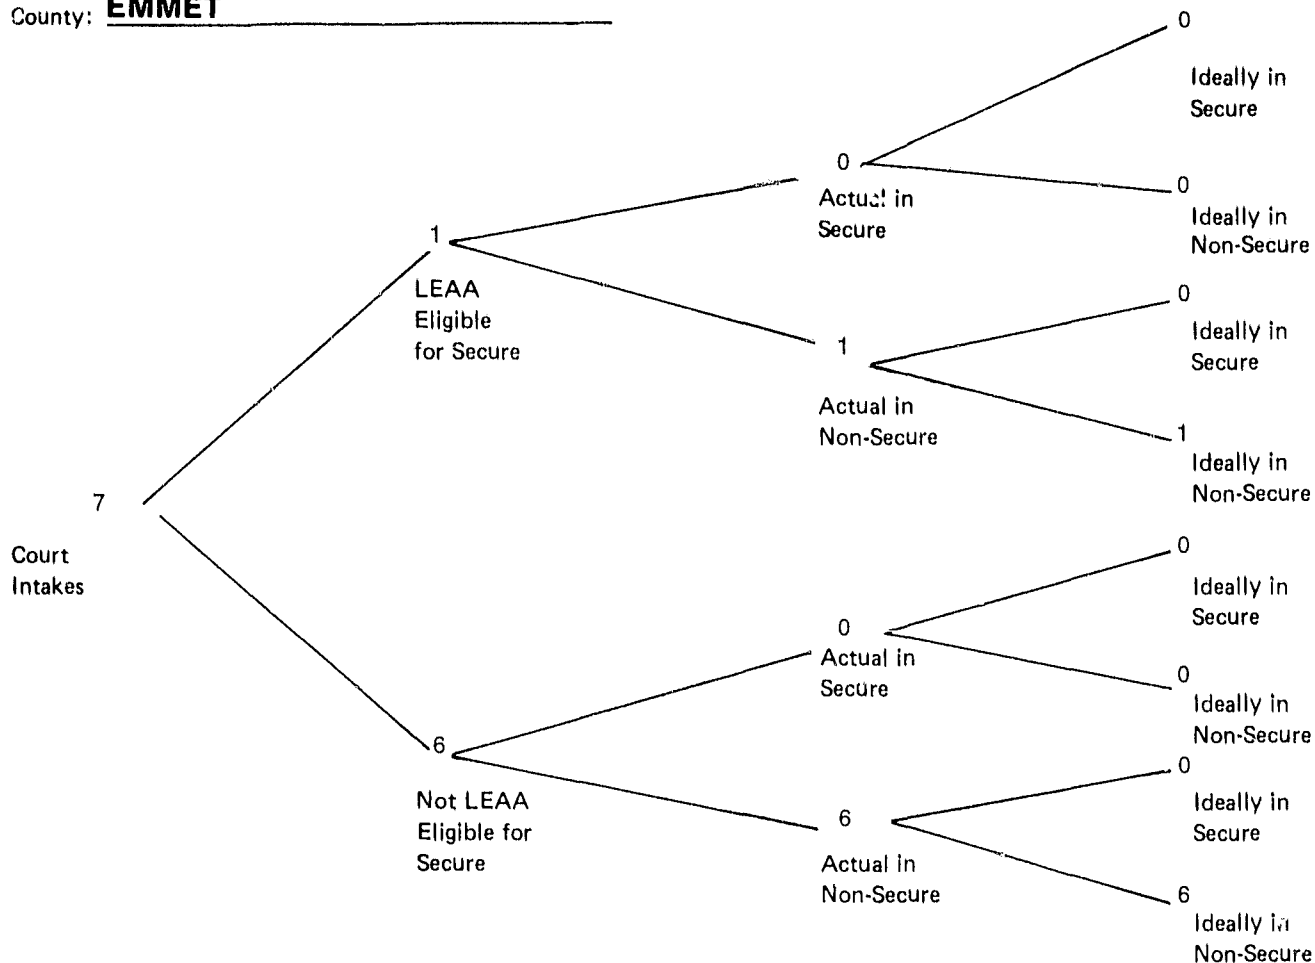 County: EMMET
0
Ideally in
Secure
0
Actual in
Secure
0
Ideally in
Non-Secure
1
LEAA
Eligible
for Secure
0
Ideally in
Secure
1
Actual in
Non-Secure
1
Ideally in
Non-Secure
7
Court
Intakes
0
Ideally in
Secure
0
Actual in
Secure
0
Ideally in
Non-Secure
6
Not LEAA
Eligible for
Secure
0
Ideally in
Secure
6
Actual in
Non-Secure
6
Ideally in
Non-Secure